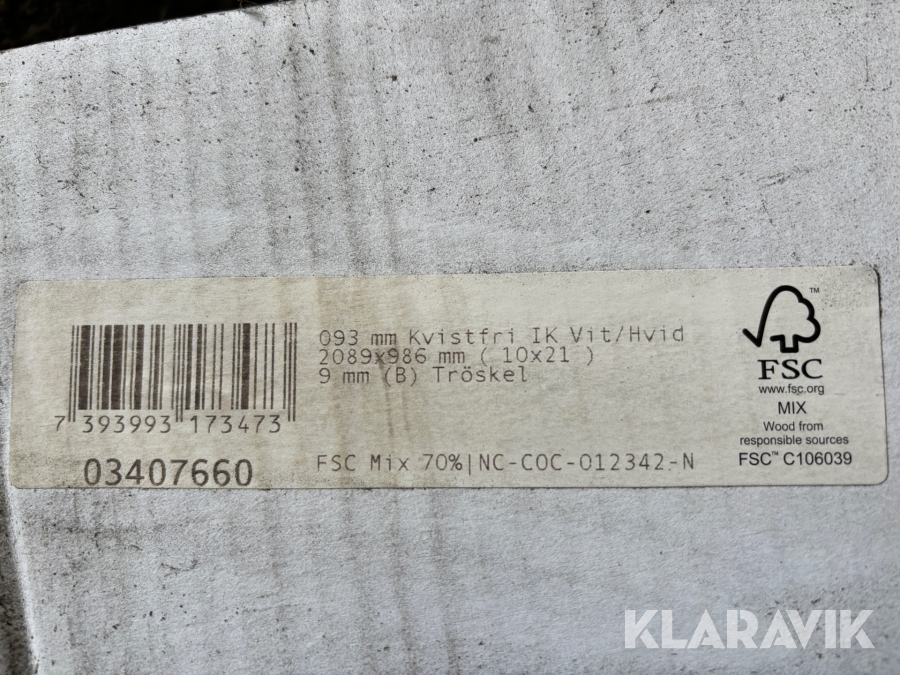 093 mm Kvistfri IK Vit/Hvid
2089x986 mm ( 10x21 )
9 mm (B) Tröskel
7 393993 173473
03407660
FSC Mix 70%|NC-COC-012342-N
™
FSC
www.fsc.org
MIX
Wood from
responsible sources
FSC™ C106039
KLARAVIK